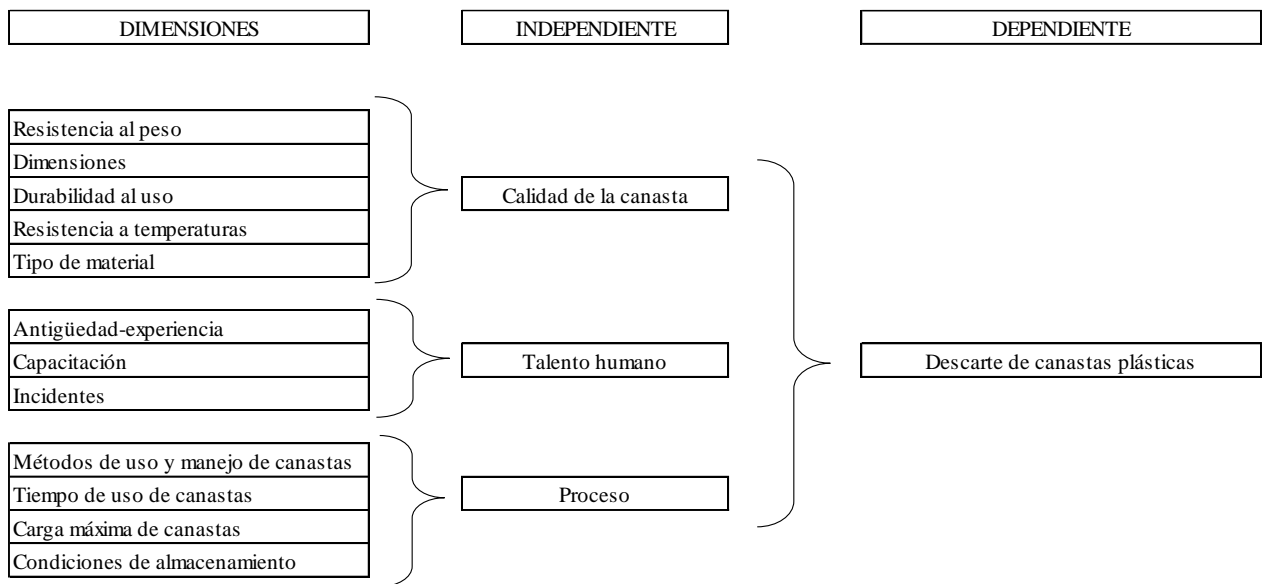 DIMENSIONES
INDEPENDIENTE
DEPENDIENTE
Resistencia al peso
Dimensiones
Durabilidad al uso
Resistencia a temperaturas
Tipo de material
Calidad de la canasta
Antigüedad-experiencia
Capacitación
Incidentes
Talento humano
Descarte de canastas plásticas
Métodos de uso y manejo de canastas
Tiempo de uso de canastas
Carga máxima de canastas
Condiciones de almacenamiento
Proceso